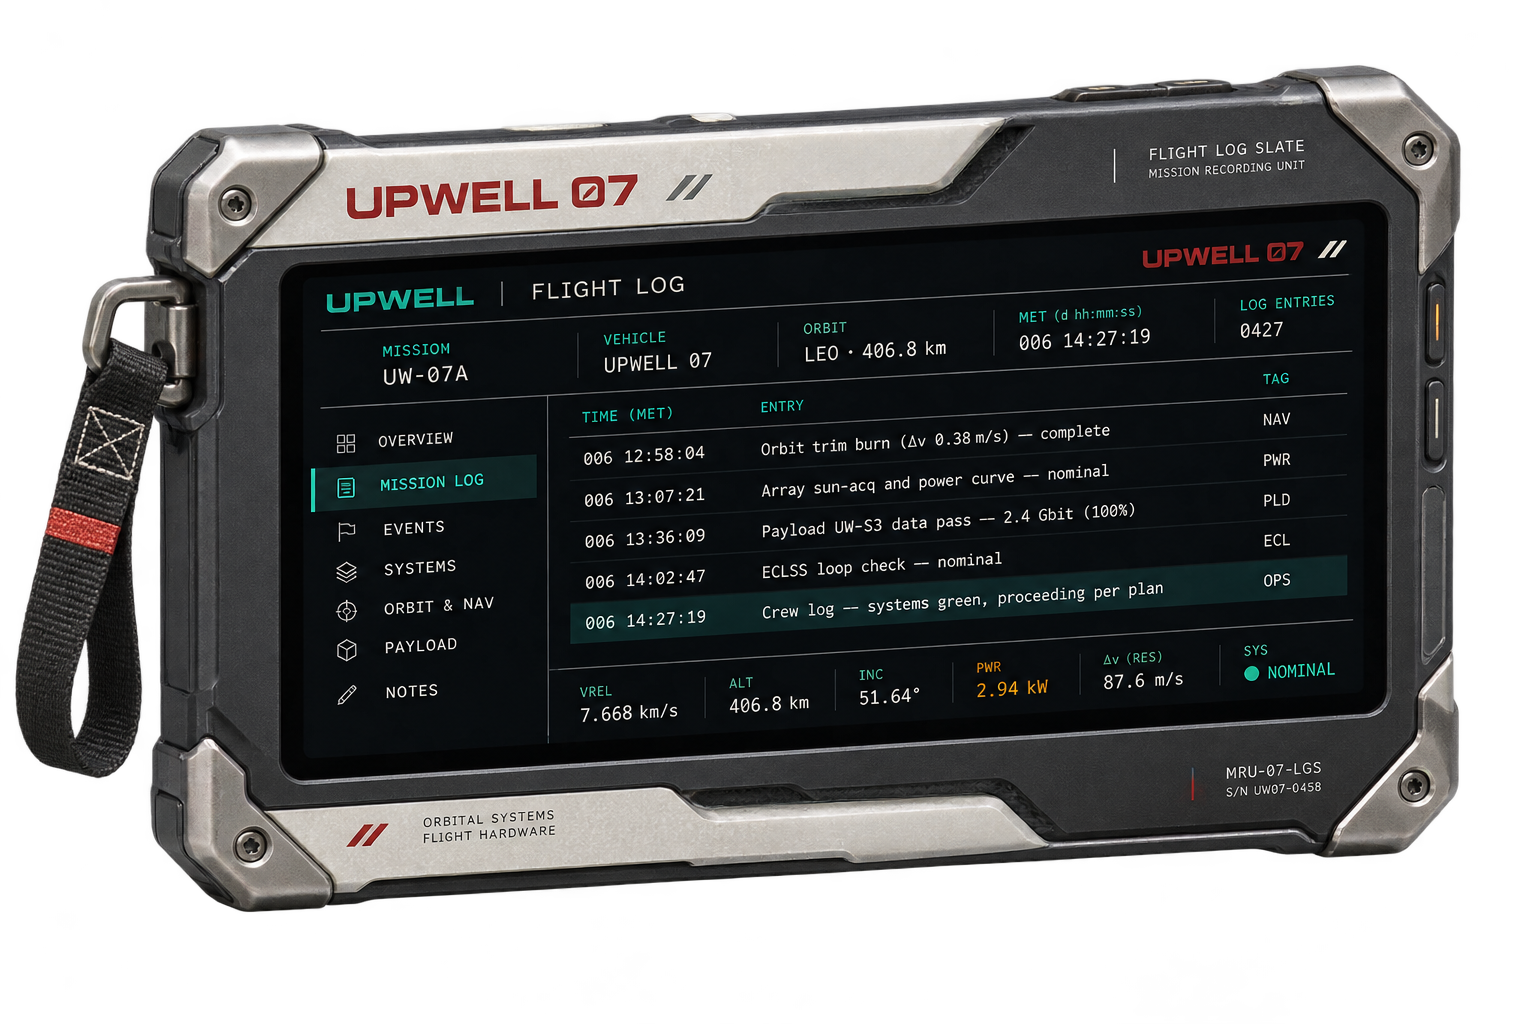 UPWELL 07 //
FLIGHT LOG SLATE
MISSION RECORDING UNIT
UPWELL | FLIGHT LOG
UPWELL 07 //
MISSIOM
UW-07A
VEHICLE
UPWELL 07
ORBIT
LEO • 406.8 km
MET (d hh:mm:ss)
006 14:27:19
LOG ENTRIES
0427
OVERVIEW
MISSION LOG
EVENTS
SYSTEMS
ORBIT & NAV
PAYLOAD
NOTES
TIME (MET) ENTRY TAG
006 12:58:04 Orbit trim burn (Δv 0.38 m/s) — complete NAV
006 13:07:21 Array sun-acq and power curve — nominal PWR
006 13:36:09 Payload UW-S3 data pass — 2.4 Gbit (100%) PLD
006 14:02:47 ECLSS loop check — nominal ECL
006 14:27:19 Crew log — systems green, proceeding per plan OPS
VREL
7.668 km/s
ALT
406.8 km
INC
51.64°
PWR
2.94 kW
Δv (RES)
87.6 m/s
SYS
NOMINAL
// ORBITAL SYSTEMS
FLIGHT HARDWARE
MRU-07-LGS
S/N UW07-0458